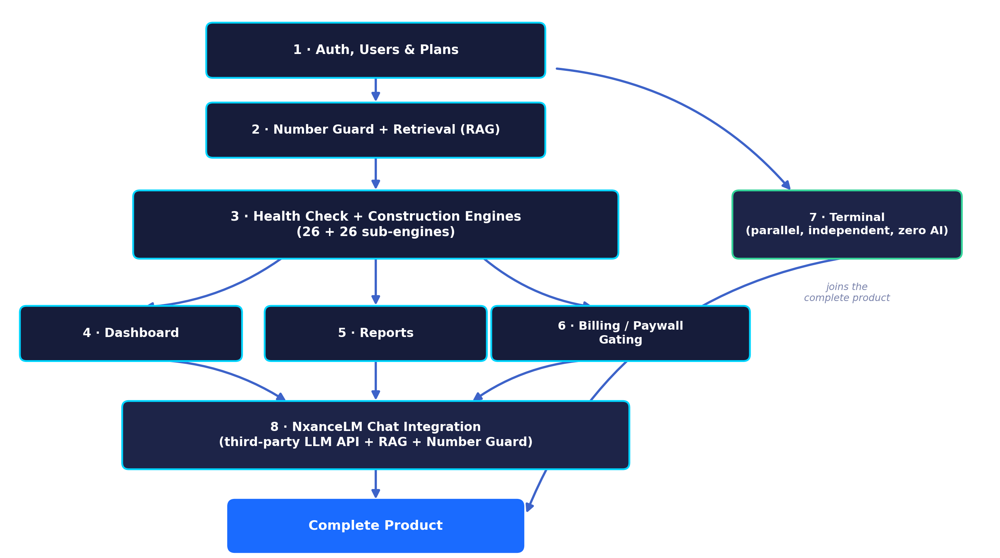 1 · Auth, Users & Plans
2 · Number Guard + Retrieval (RAG)
3 · Health Check + Construction Engines
(26 + 26 sub-engines)
7 · Terminal
(parallel, independent, zero AI)
joins the
complete product
4 · Dashboard
5 · Reports
6 · Billing / Paywall
Gating
8 · NxanceLM Chat Integration
(third-party LLM API + RAG + Number Guard)
Complete Product